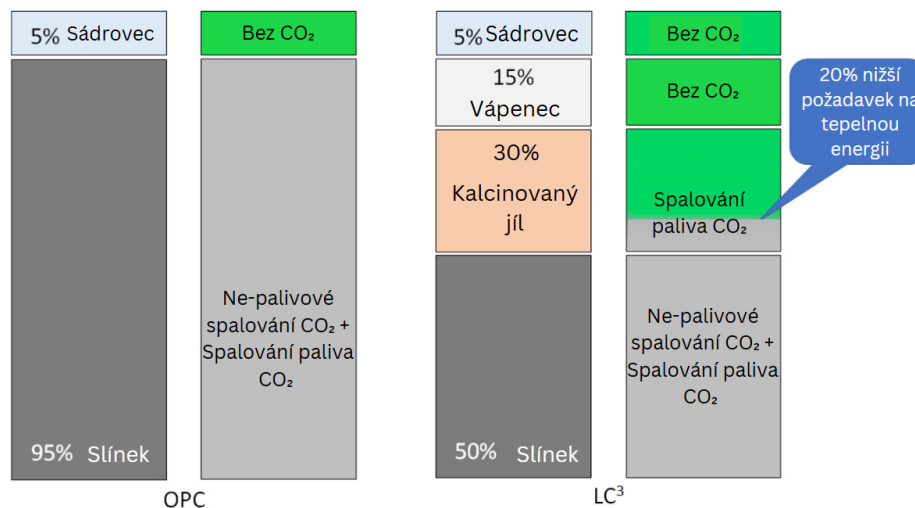 5% Sádrovec
95% Slínek
Bez CO₂
Ne-palivové
spalování CO₂ +
Spalování paliva
CO₂
OPC
5% Sádrovec
15%
Vápenec
30%
Kalcinovaný
jíl
50% Slínek
Bez CO₂
Bez CO₂
Spalování
paliva CO₂
Ne-palivové
spalování CO₂ +
Spalování paliva
CO₂
LC³
20% nižší
požadavek na
tepelnou
energii